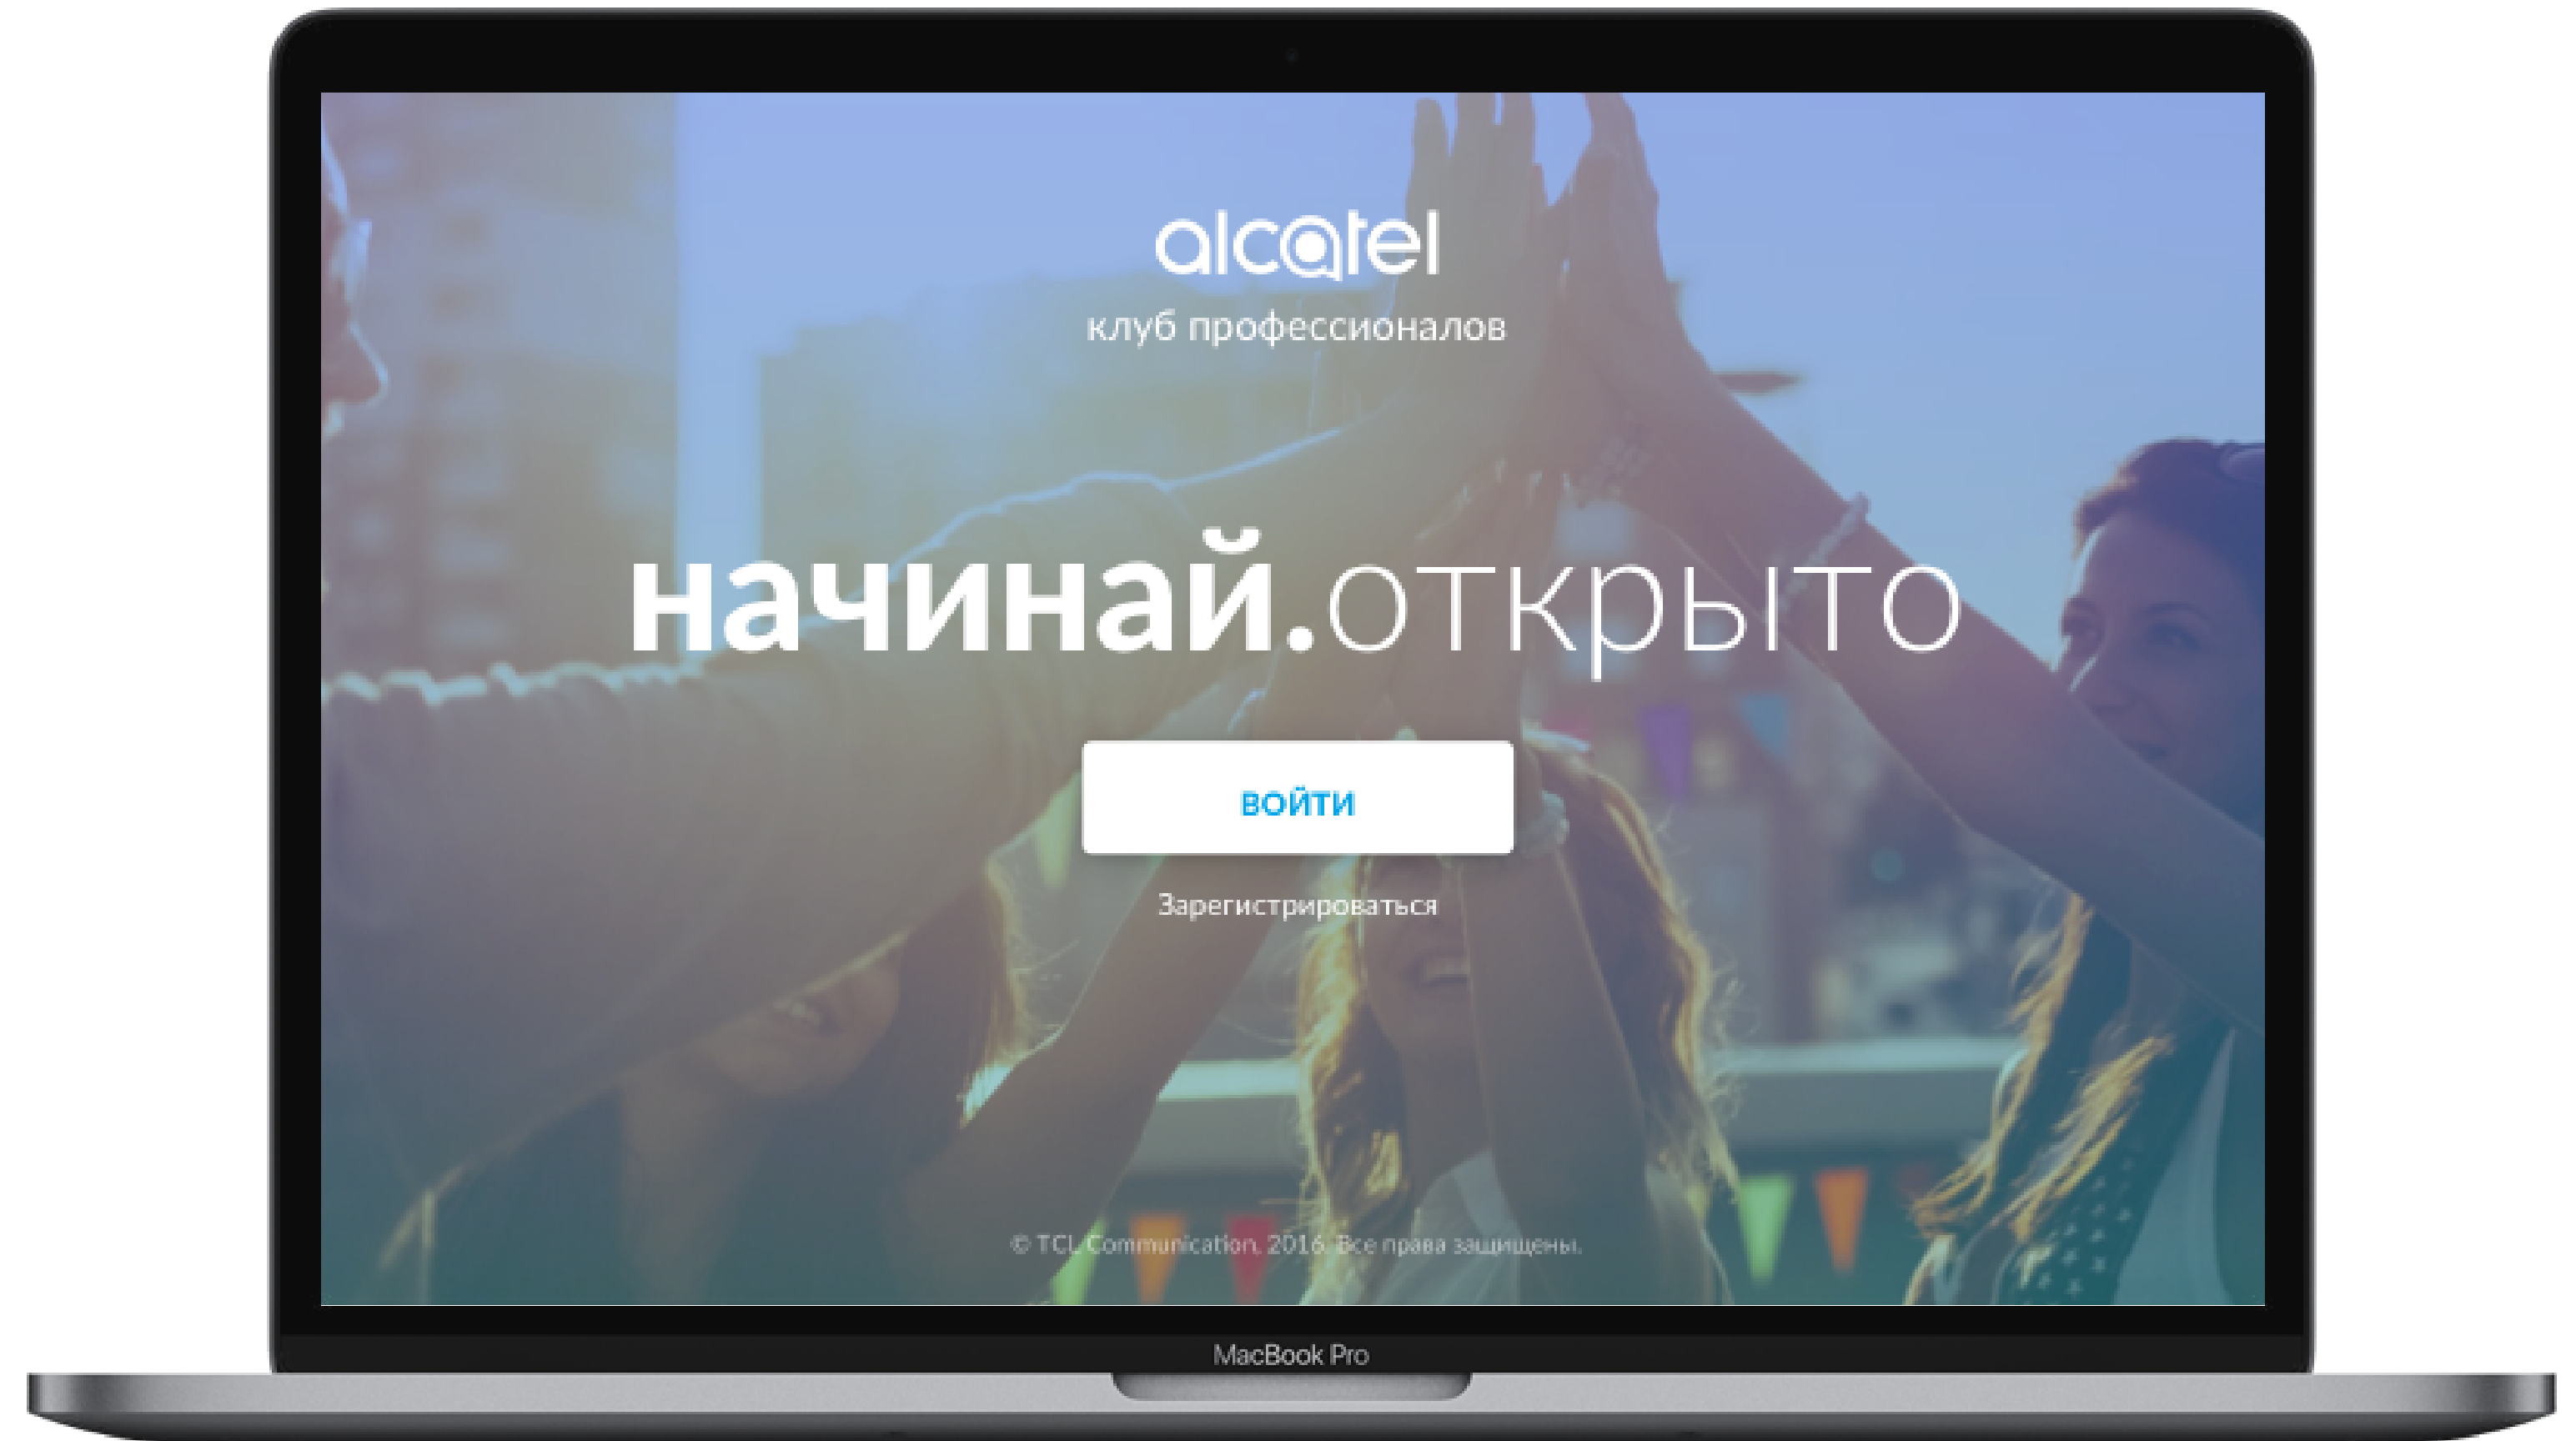 alcatel
клуб профессионалов
начинай.открыто
ВОЙТИ
Зарегистрироваться
© TCL Communication, 2016. Все права защищены.
MacBook Pro